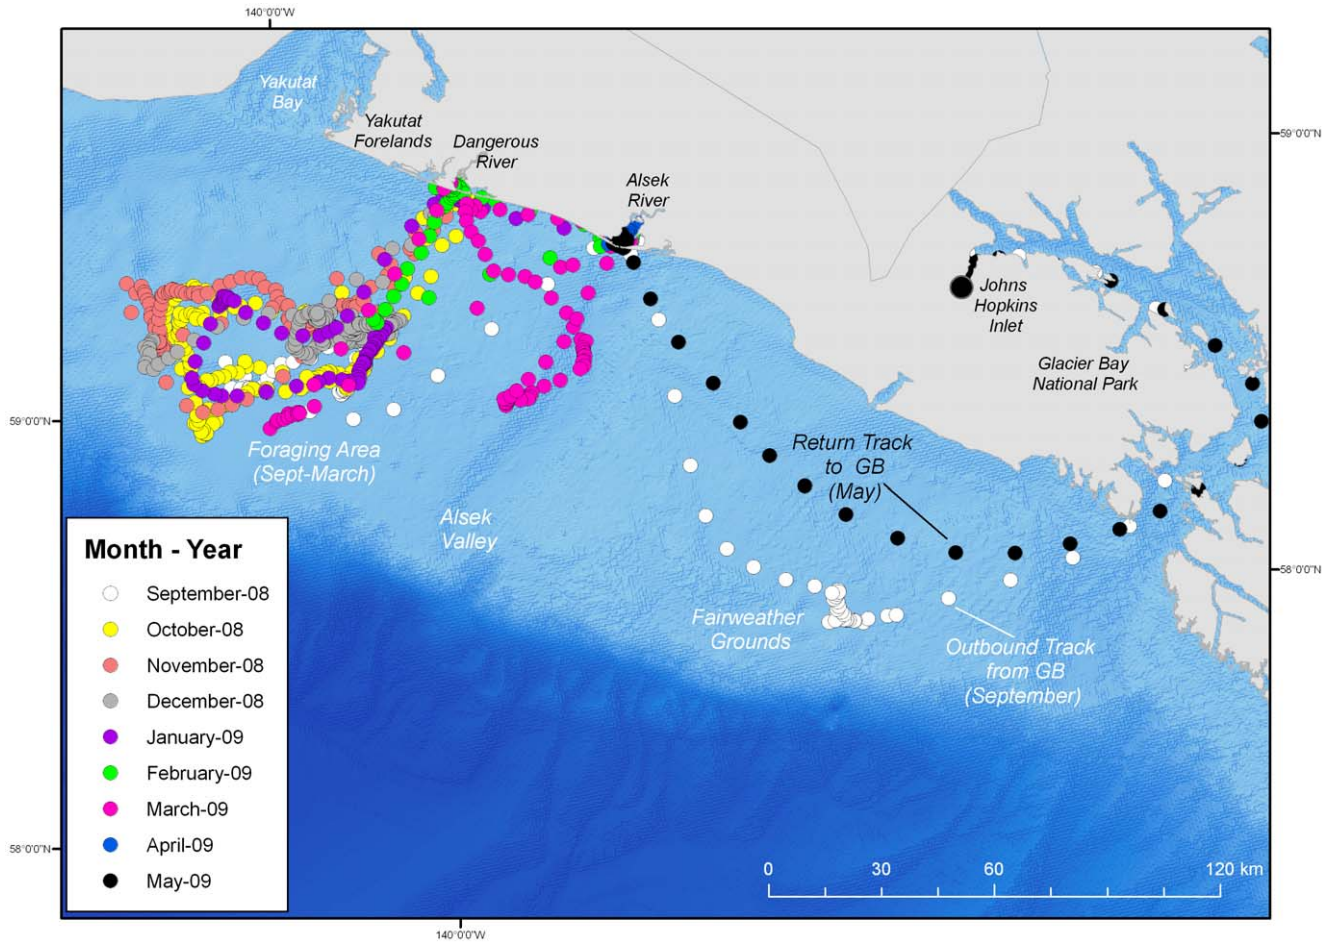 140°0'0"W
Yakutat
Bay
Yakutat
Forelands
Dangerous
River
Alsek
River
59°0'0"N
Johns
Hopkins
Inlet
Glacier Bay
National Park
59°0'0"N
Foraging Area
(Sept-March)
Return Track
to GB
(May)
Alsek
Valley
58°0'0"N
Fairweather
Grounds
Outbound Track
from GB
(September)
Month - Year
September-08
October-08
November-08
December-08
January-09
February-09
March-09
April-09
May-09
58°0'0"N
0 30 60 120 km
140°0'0"W